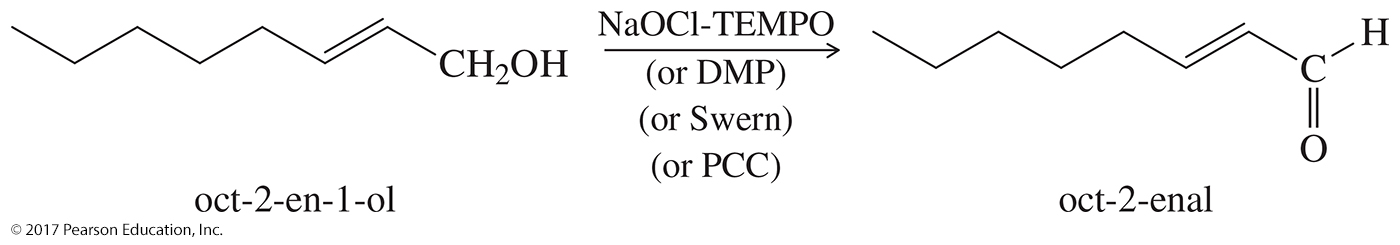 NaOCl-TEMPO
(or DMP)
(or Swern)
(or PCC)
CH₂OH
H
C
O
oct-2-en-1-ol
oct-2-enal
© 2017 Pearson Education, Inc.